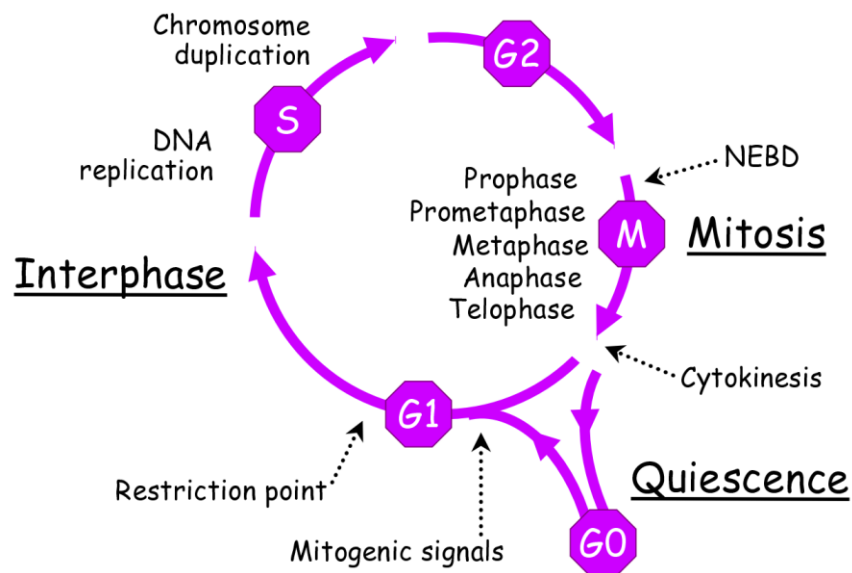 Chromosome
duplication
G2
S
DNA
replication
NEBD
Prophase
Prometaphase
Metaphase
Anaphase
Telophase
M
Mitosis
Interphase
Cytokinesis
G1
Restriction point
Quiescence
Mitogenic signals
G0